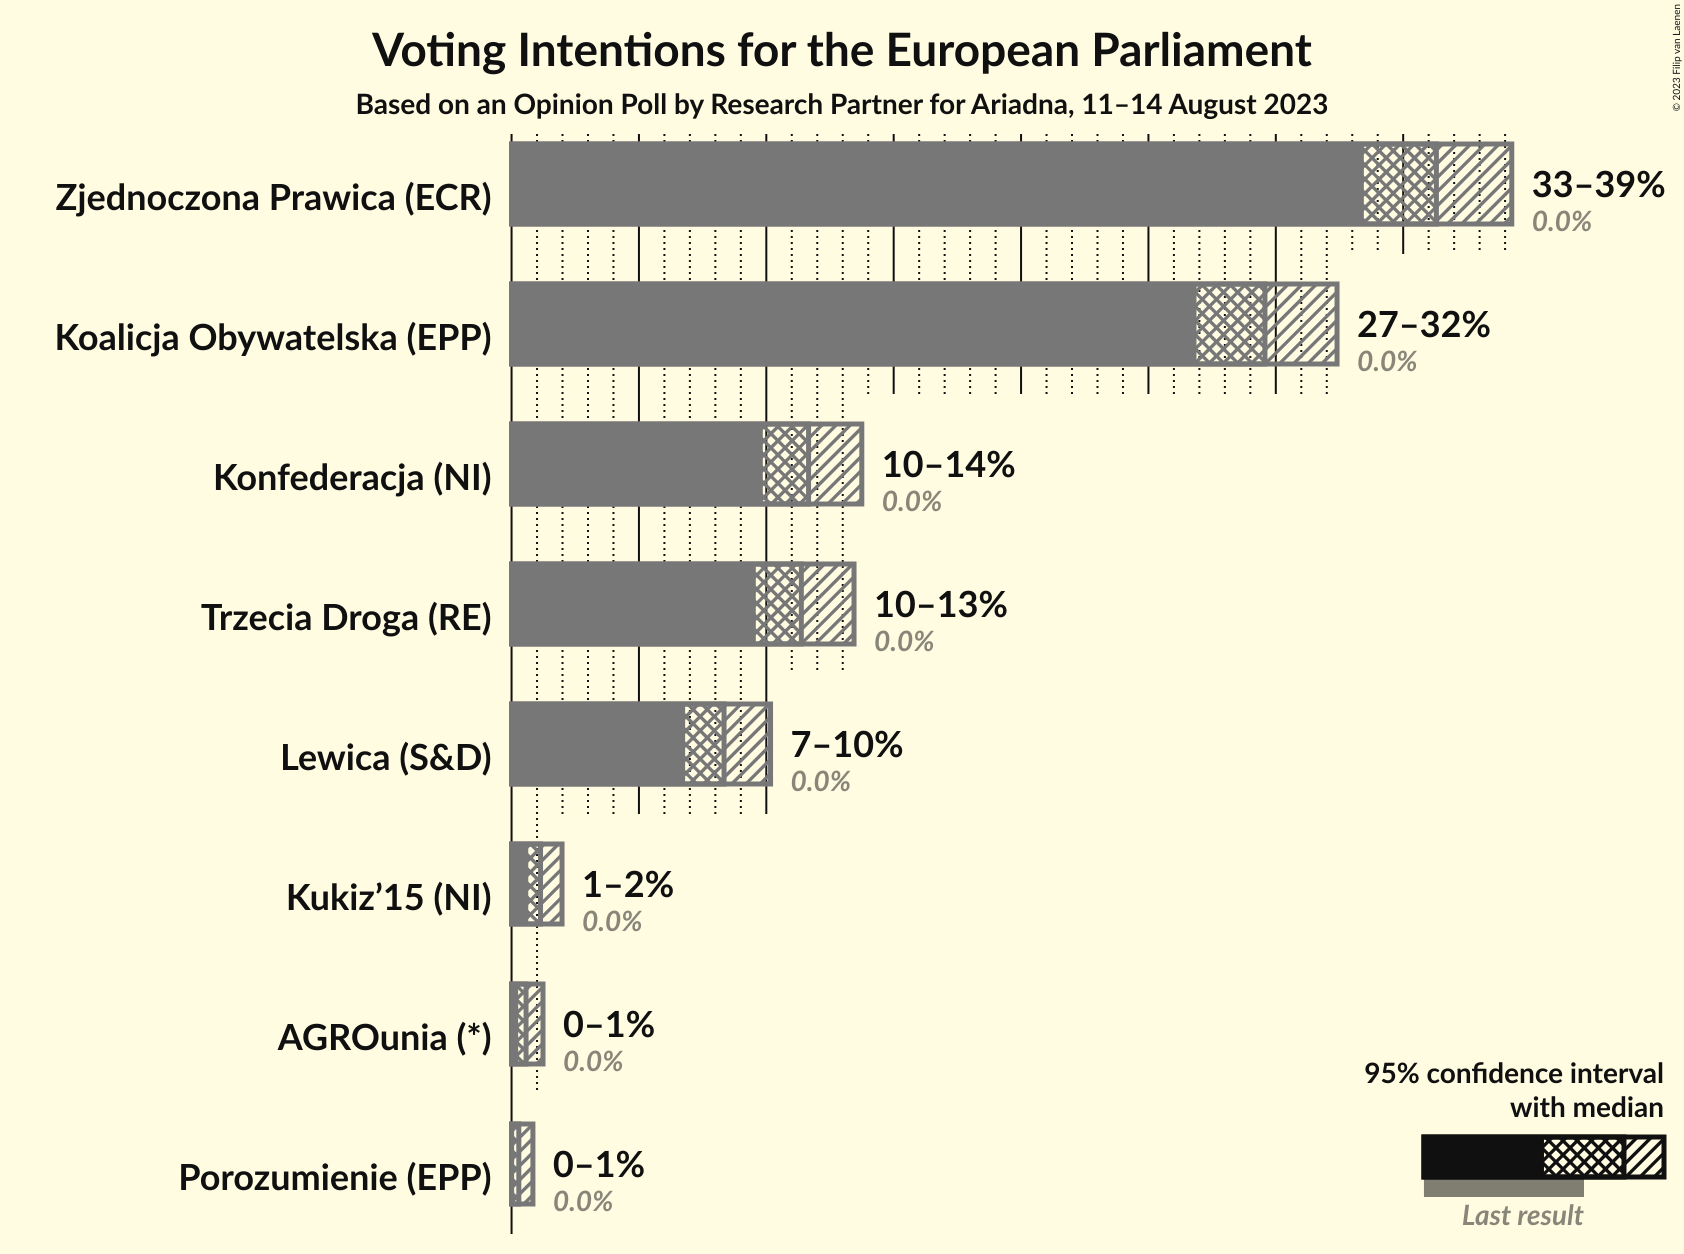 Voting Intentions for the European Parliament
Based on an Opinion Poll by Research Partner for Ariadna, 11–14 August 2023
© 2023 Filip van Laenen
Zjednoczona Prawica (ECR)
33–39%
0.0%
Koalicja Obywatelska (EPP)
27–32%
0.0%
Konfederacja (NI)
10–14%
0.0%
Trzecia Droga (RE)
10–13%
0.0%
Lewica (S&D)
7–10%
0.0%
Kukiz’15 (NI)
1–2%
0.0%
AGROunia (*)
0–1%
0.0%
Porozumienie (EPP)
0–1%
0.0%
95% confidence interval
with median
Last result